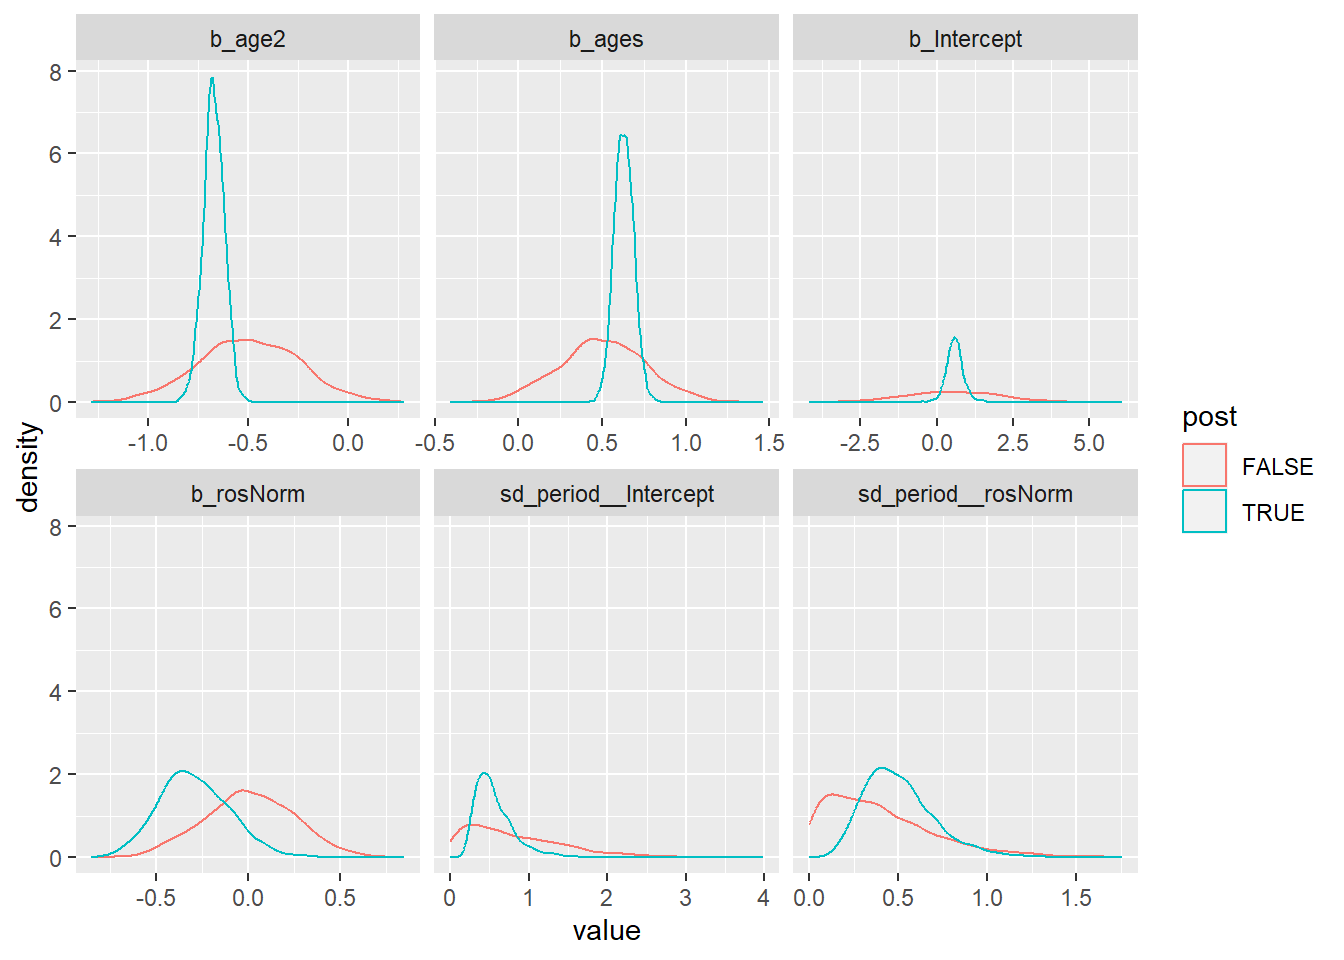 b_age2 b_ages b_Intercept
8
6
4
2
0
-1.0 -0.5 0.0 -0.5 0.0 0.5 1.0 1.5 -2.5 0.0 2.5 5.0
b_rosNorm sd_period__Intercept sd_period__rosNorm
8
6
4
2
0
-0.5 0.0 0.5 0 1 2 3 4 0.0 0.5 1.0 1.5
value
density
post
FALSE
TRUE